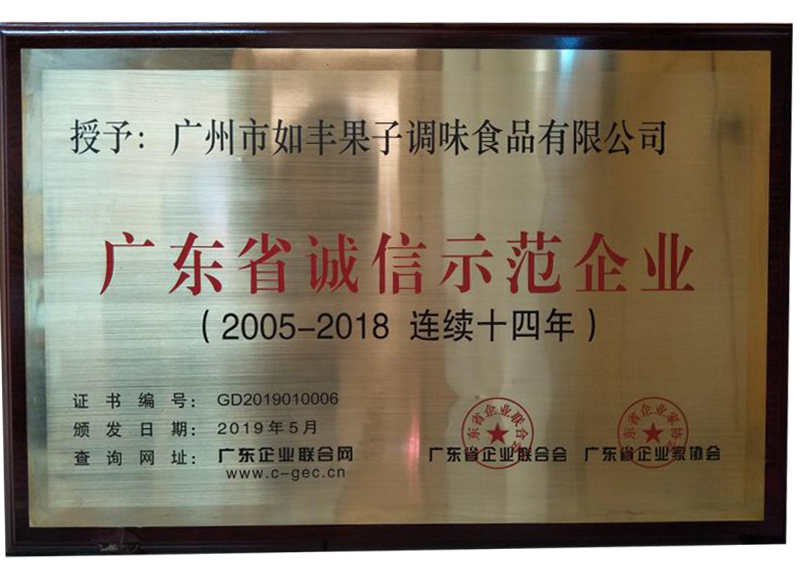 授予：广州市如丰果子调味食品有限公司
广东省诚信示范企业
（2005-2018 连续十四年）
证书编号：GD2019010006
颁发日期：2019年5月
查询网址：广东企业联合网
www.c-gec.cn
广东省企业联合会 广东省企业家协会